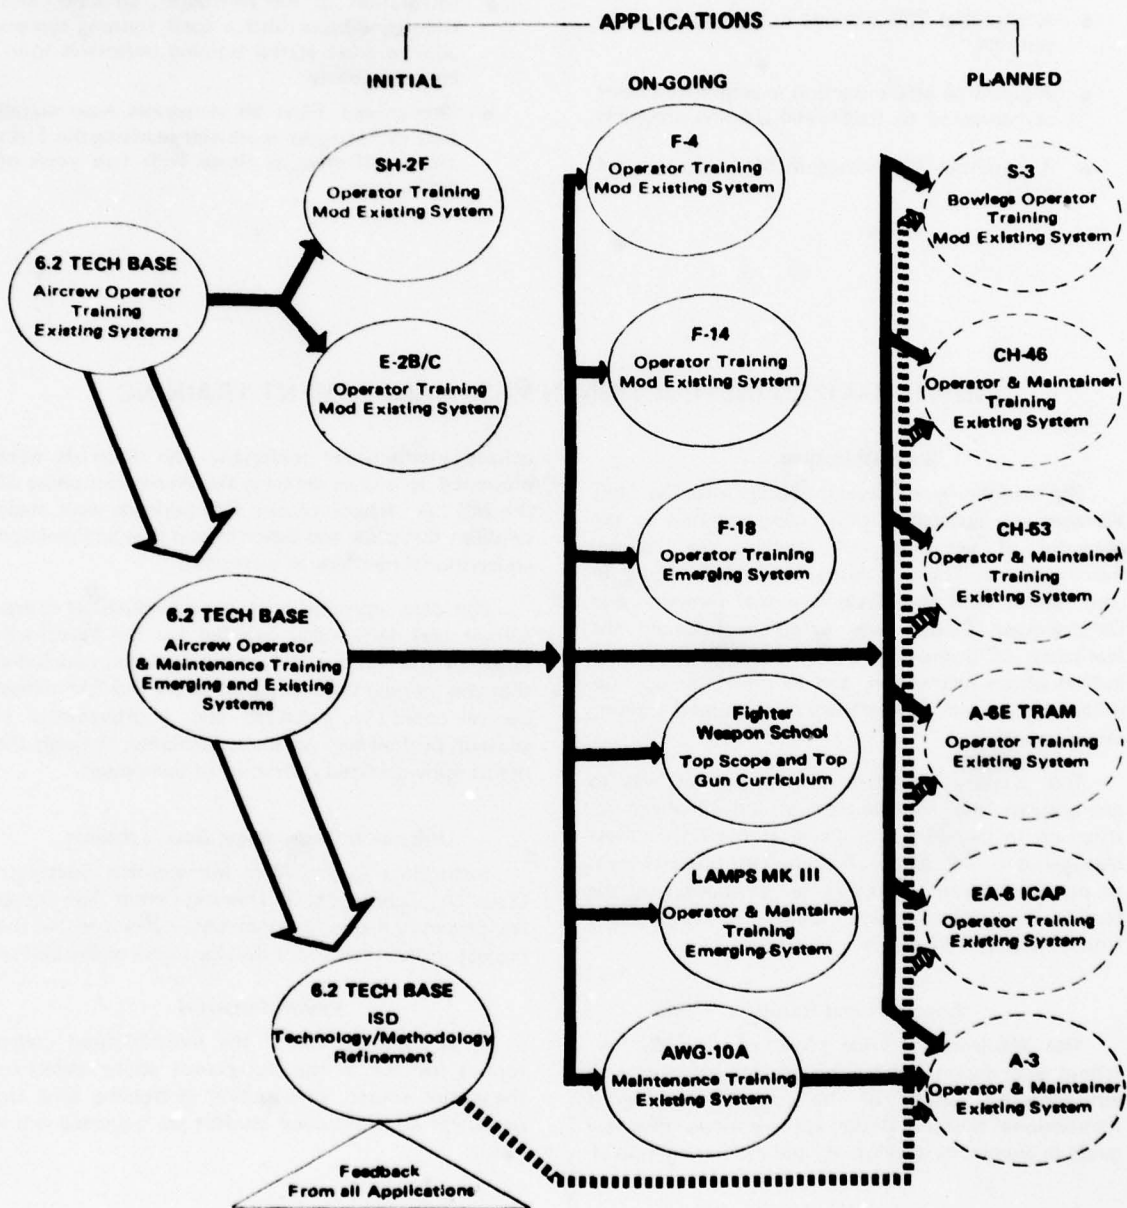 APPLICATIONS
INITIAL
ON-GOING
PLANNED
6.2 TECH BASE
Aircrew Operator
Training
Existing Systems
SH-2F
Operator Training
Mod Existing System
E-2B/C
Operator Training
Mod Existing System
6.2 TECH BASE
Aircrew Operator
& Maintenance Training
Emerging and Existing
Systems
6.2 TECH BASE
ISD
Technology/Methodology
Refinement
Feedback
From all Applications
F-4
Operator Training
Mod Existing System
F-14
Operator Training
Mod Existing System
F-18
Operator Training
Emerging System
Fighter
Weapon School
Top Scope and Top
Gun Curriculum
LAMPS MK III
Operator & Maintainer
Training
Emerging System
AWG-10A
Maintenance Training
Existing System
S-3
Bowlegs Operator
Training
Mod Existing System
CH-46
Operator & Maintainer
Training
Existing System
CH-53
Operator & Maintainer
Training
Existing System
A-6E TRAM
Operator Training
Existing System
EA-6 ICAP
Operator Training
Existing System
A-3
Operator & Maintainer
Existing System